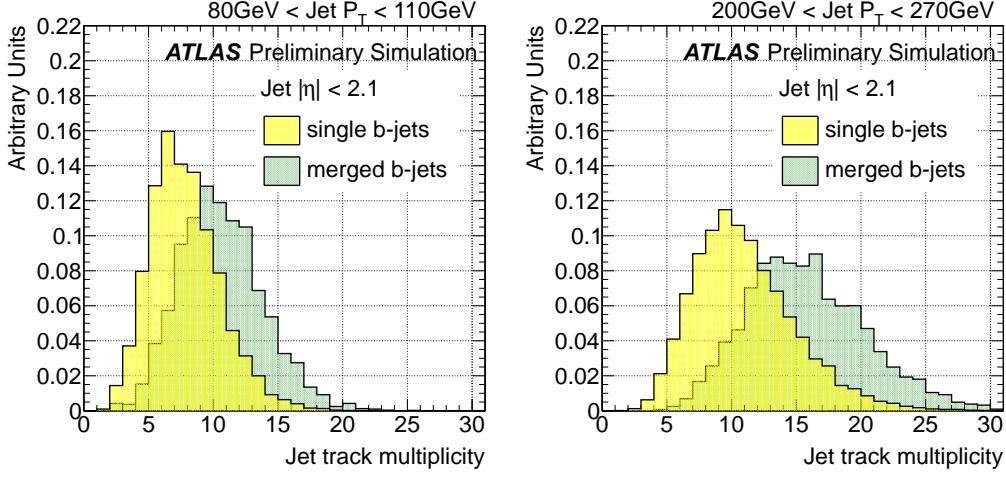 80GeV < Jet P_T < 110GeV
Arbitrary Units
0.22
0.2
0.18
0.16
0.14
0.12
0.1
0.08
0.06
0.04
0.02
0
ATLAS Preliminary Simulation
Jet |η| < 2.1
single b-jets
merged b-jets
0 5 10 15 20 25 30
Jet track multiplicity
200GeV < Jet P_T < 270GeV
Arbitrary Units
0.22
0.2
0.18
0.16
0.14
0.12
0.1
0.08
0.06
0.04
0.02
0
ATLAS Preliminary Simulation
Jet |η| < 2.1
single b-jets
merged b-jets
0 5 10 15 20 25 30
Jet track multiplicity